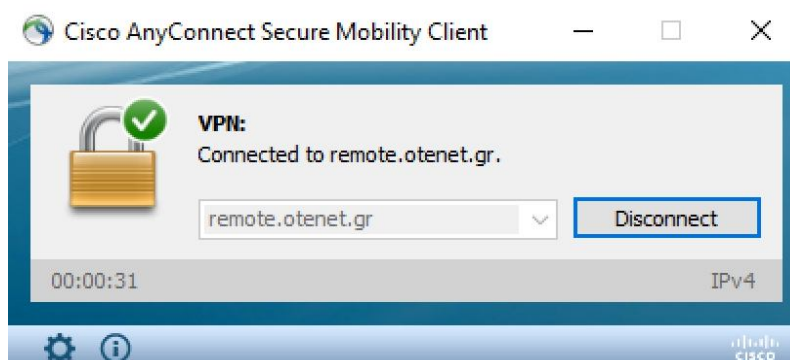 Cisco AnyConnect Secure Mobility Client
VPN:
Connected to remote.otenet.gr.
remote.otenet.gr
Disconnect
00:00:31
IPv4
CISCO